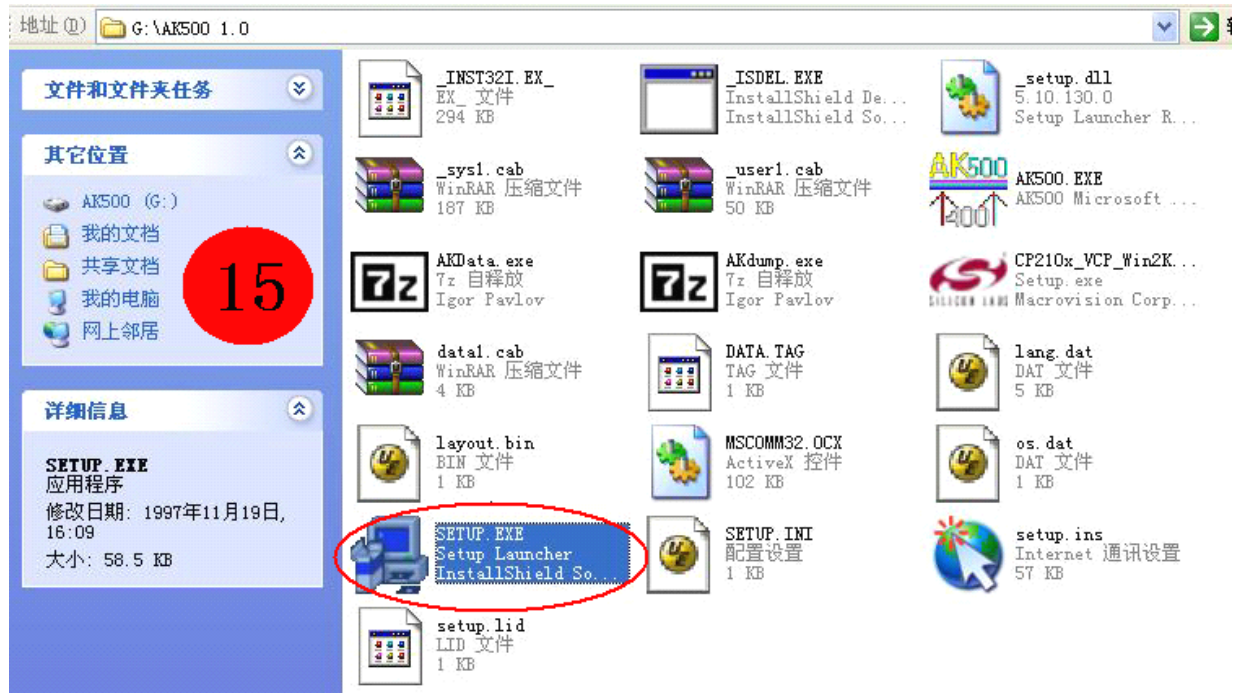 地址(D) G:\AK500 1.0
文件和文件夹任务
其它位置
AK500 (G:)
我的文档
共享文档
我的电脑
网上邻居
15
详细信息
SETUP.EXE
应用程序
修改日期: 1997年11月19日,
16:09
大小: 58.5 KB
_INST32I.EX_
EX_ 文件
294 KB
_ISDEL.EXE
InstallShield De...
InstallShield So...
_setup.dll
5.10.130.0
Setup Launcher R...
_sys1.cab
WinRAR 压缩文件
187 KB
_user1.cab
WinRAR 压缩文件
50 KB
AK500
1400
AK500.EXE
AK500 Microsoft ...
7z
AKData.exe
7z 自释放
Igor Pavlov
7z
AKdump.exe
7z 自释放
Igor Pavlov
SILICON LABS
CP210x_VCP_Win2K...
Setup.exe
Macrovision Corp...
data1.cab
WinRAR 压缩文件
4 KB
DATA.TAG
TAG 文件
1 KB
lang.dat
DAT 文件
5 KB
layout.bin
BIN 文件
1 KB
MSCOMM32.OCX
ActiveX 控件
102 KB
os.dat
DAT 文件
1 KB
SETUP.EXE
Setup Launcher
InstallShield So...
SETUP.INI
配置设置
1 KB
setup.ins
Internet 通讯设置
57 KB
setup.lid
LID 文件
1 KB